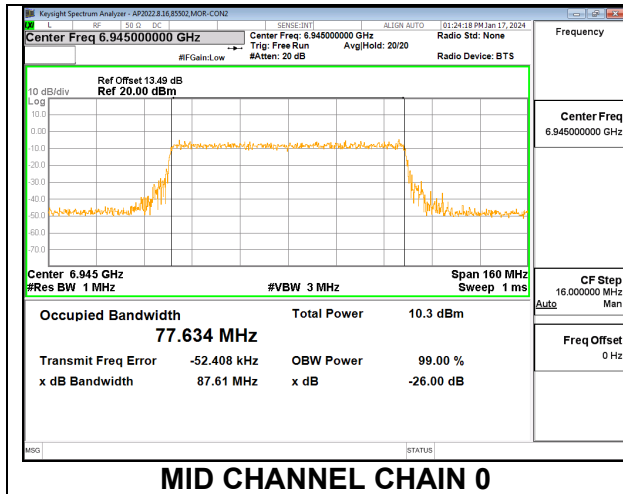 Keysight Spectrum Analyzer - AP2022.8.16,85502,MOR-CON2
L RF 50 Ω DC SENSE:INT ALIGN AUTO 01:24:18 PM Jan 17, 2024
Center Freq 6.945000000 GHz
Center Freq: 6.945000000 GHz
Radio Std: None
Trig: Free Run Avg|Hold: 20/20
#IFGain:Low #Atten: 20 dB Radio Device: BTS
Frequency
Ref Offset 13.49 dB
10 dB/div Ref 20.00 dBm
Log
10.0
0.00
-10.0
-20.0
-30.0
-40.0
-50.0
-60.0
-70.0
Center Freq
6.945000000 GHz
Center 6.945 GHz Span 160 MHz
#Res BW 1 MHz #VBW 3 MHz Sweep 1 ms
CF Step
16.000000 MHz
Auto Man
Occupied Bandwidth Total Power 10.3 dBm
77.634 MHz
Transmit Freq Error -52.408 kHz OBW Power 99.00 %
x dB Bandwidth 87.61 MHz x dB -26.00 dB
Freq Offset
0 Hz
MSG STATUS
MID CHANNEL CHAIN 0